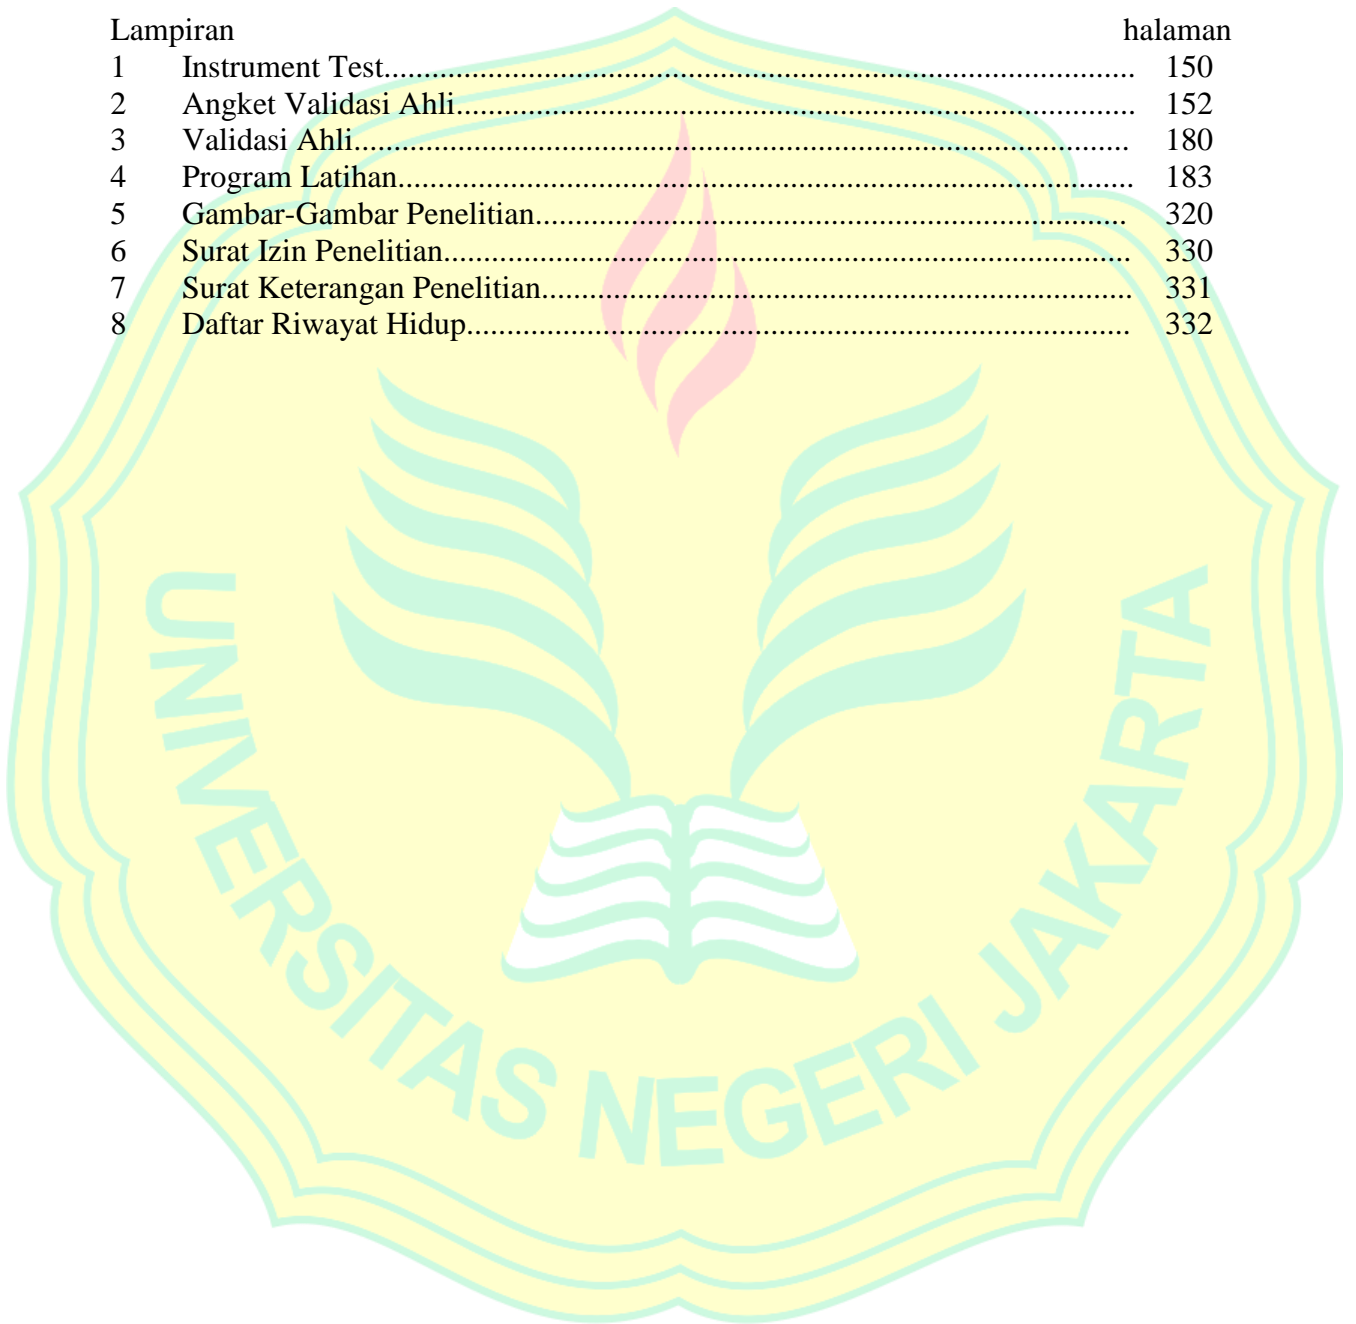 Lampiran halaman
1 Instrument Test............................................................................................. 150
2 Angket Validasi Ahli.................................................................................... 152
3 Validasi Ahli................................................................................................ 180
4 Program Latihan........................................................................................... 183
5 Gambar-Gambar Penelitian......................................................................... 320
6 Surat Izin Penelitian..................................................................................... 330
7 Surat Keterangan Penelitian......................................................................... 331
8 Daftar Riwayat Hidup.................................................................................. 332
UNIVERSITAS NEGERI JAKARTA